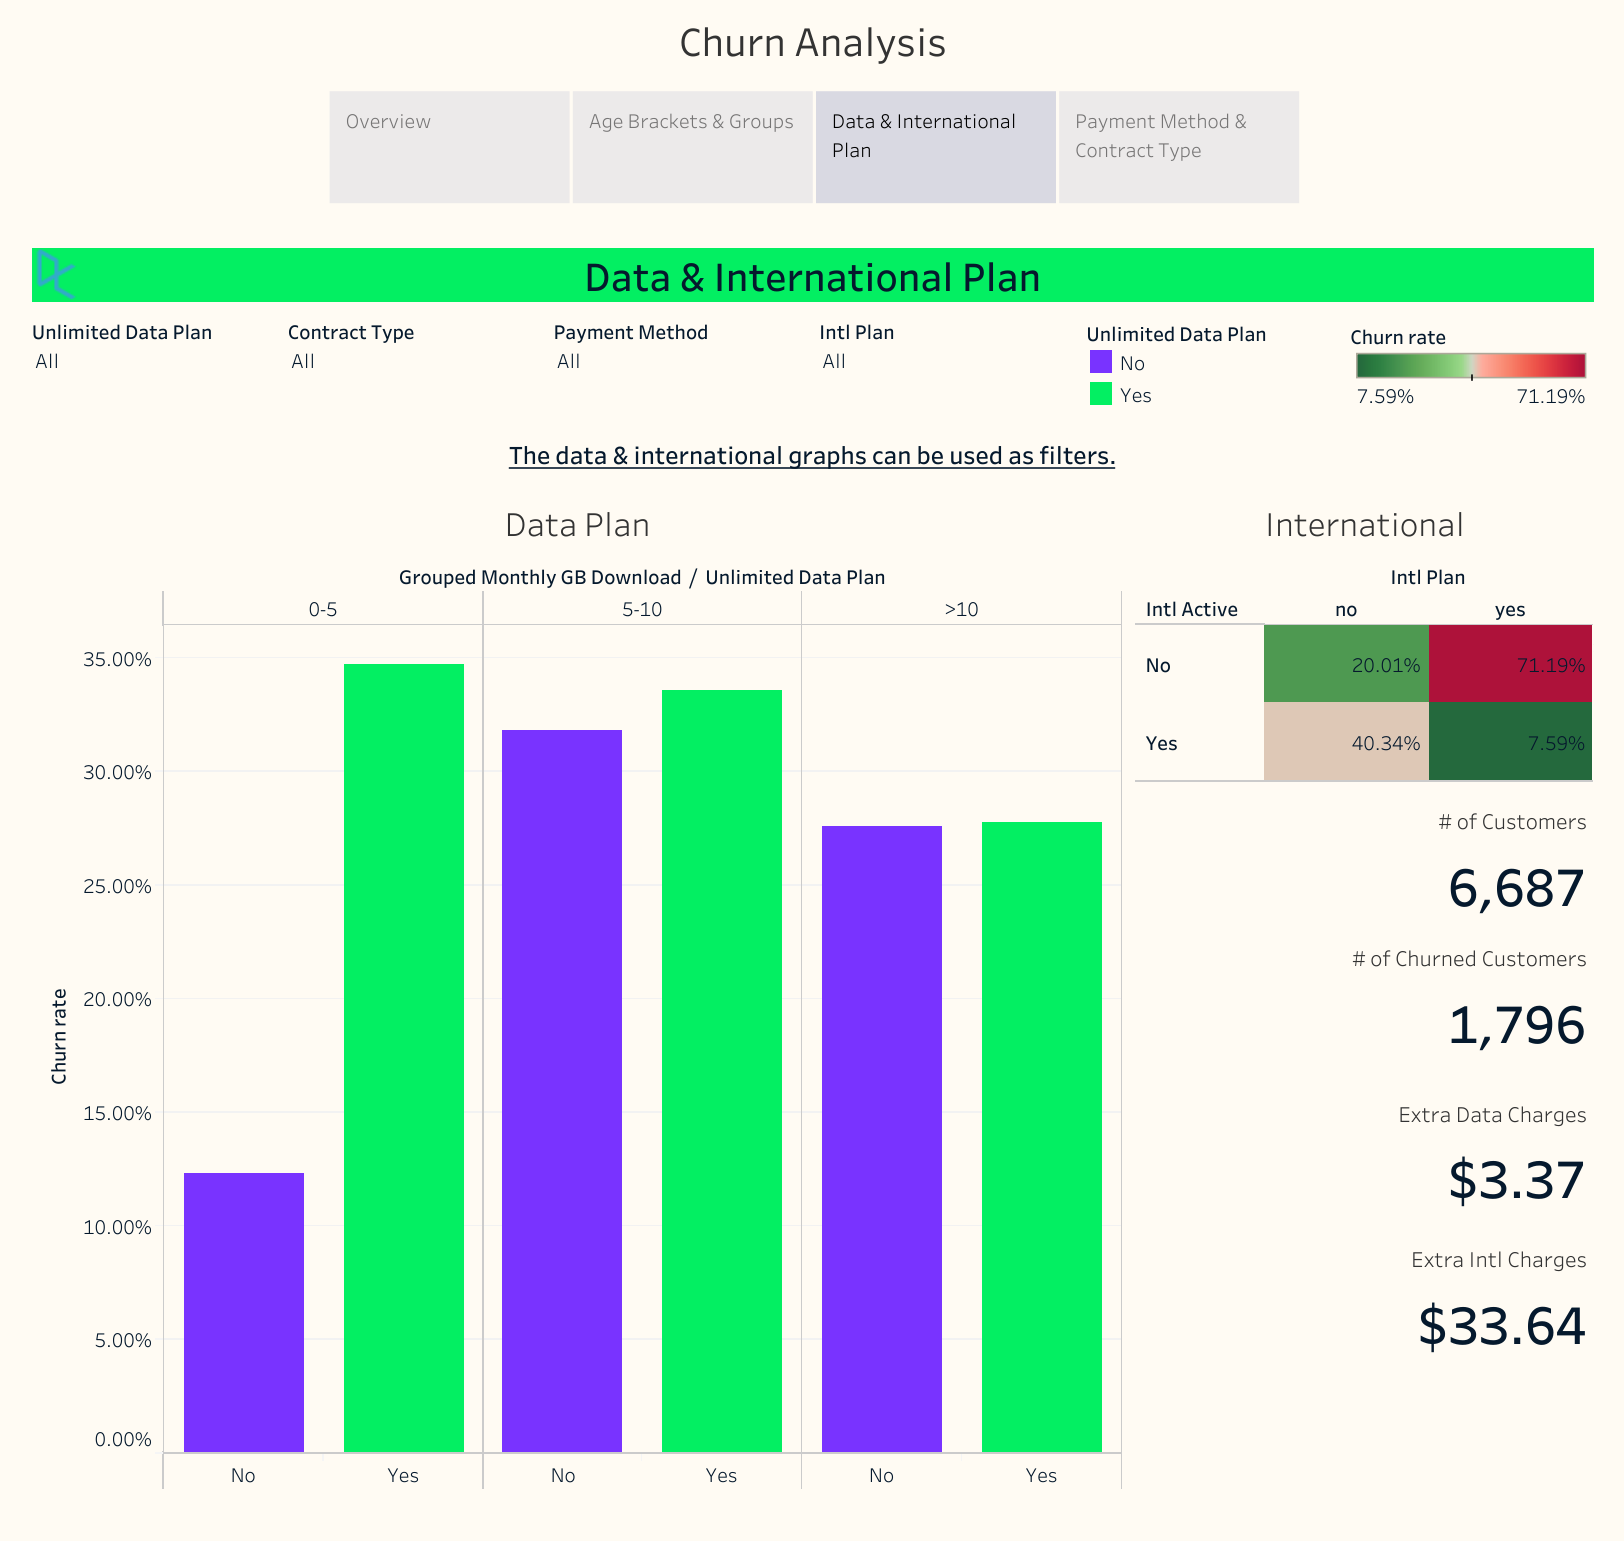 Churn Analysis
Overview
Age Brackets & Groups
Data & International
Plan
Payment Method &
Contract Type
Data & International Plan
Unlimited Data Plan
All
Contract Type
All
Payment Method
All
Intl Plan
All
Unlimited Data Plan
No
Yes
Churn rate
7.59% 71.19%
The data & international graphs can be used as filters.
Data Plan
Grouped Monthly GB Download / Unlimited Data Plan
0-5 5-10 >10
35.00%
30.00%
25.00%
20.00%
15.00%
10.00%
5.00%
0.00%
Churn rate
No Yes No Yes No Yes
International
Intl Plan
Intl Active no yes
No 20.01% 71.19%
Yes 40.34% 7.59%
# of Customers
6,687
# of Churned Customers
1,796
Extra Data Charges
$3.37
Extra Intl Charges
$33.64